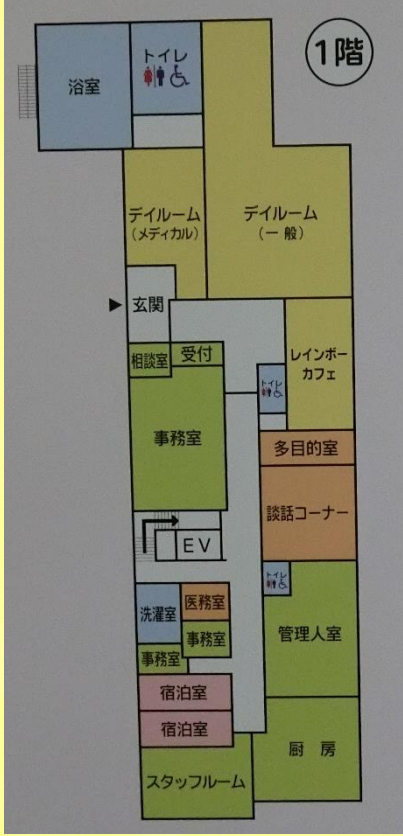 1階
浴室
トイレ
デイルーム
(メディカル)
デイルーム
(一般)
玄関
相談室
受付
レインボー
カフェ
トイレ
事務室
多目的室
談話コーナー
EV
トイレ
洗濯室
医務室
事務室
管理人室
事務室
宿泊室
宿泊室
厨房
スタッフルーム